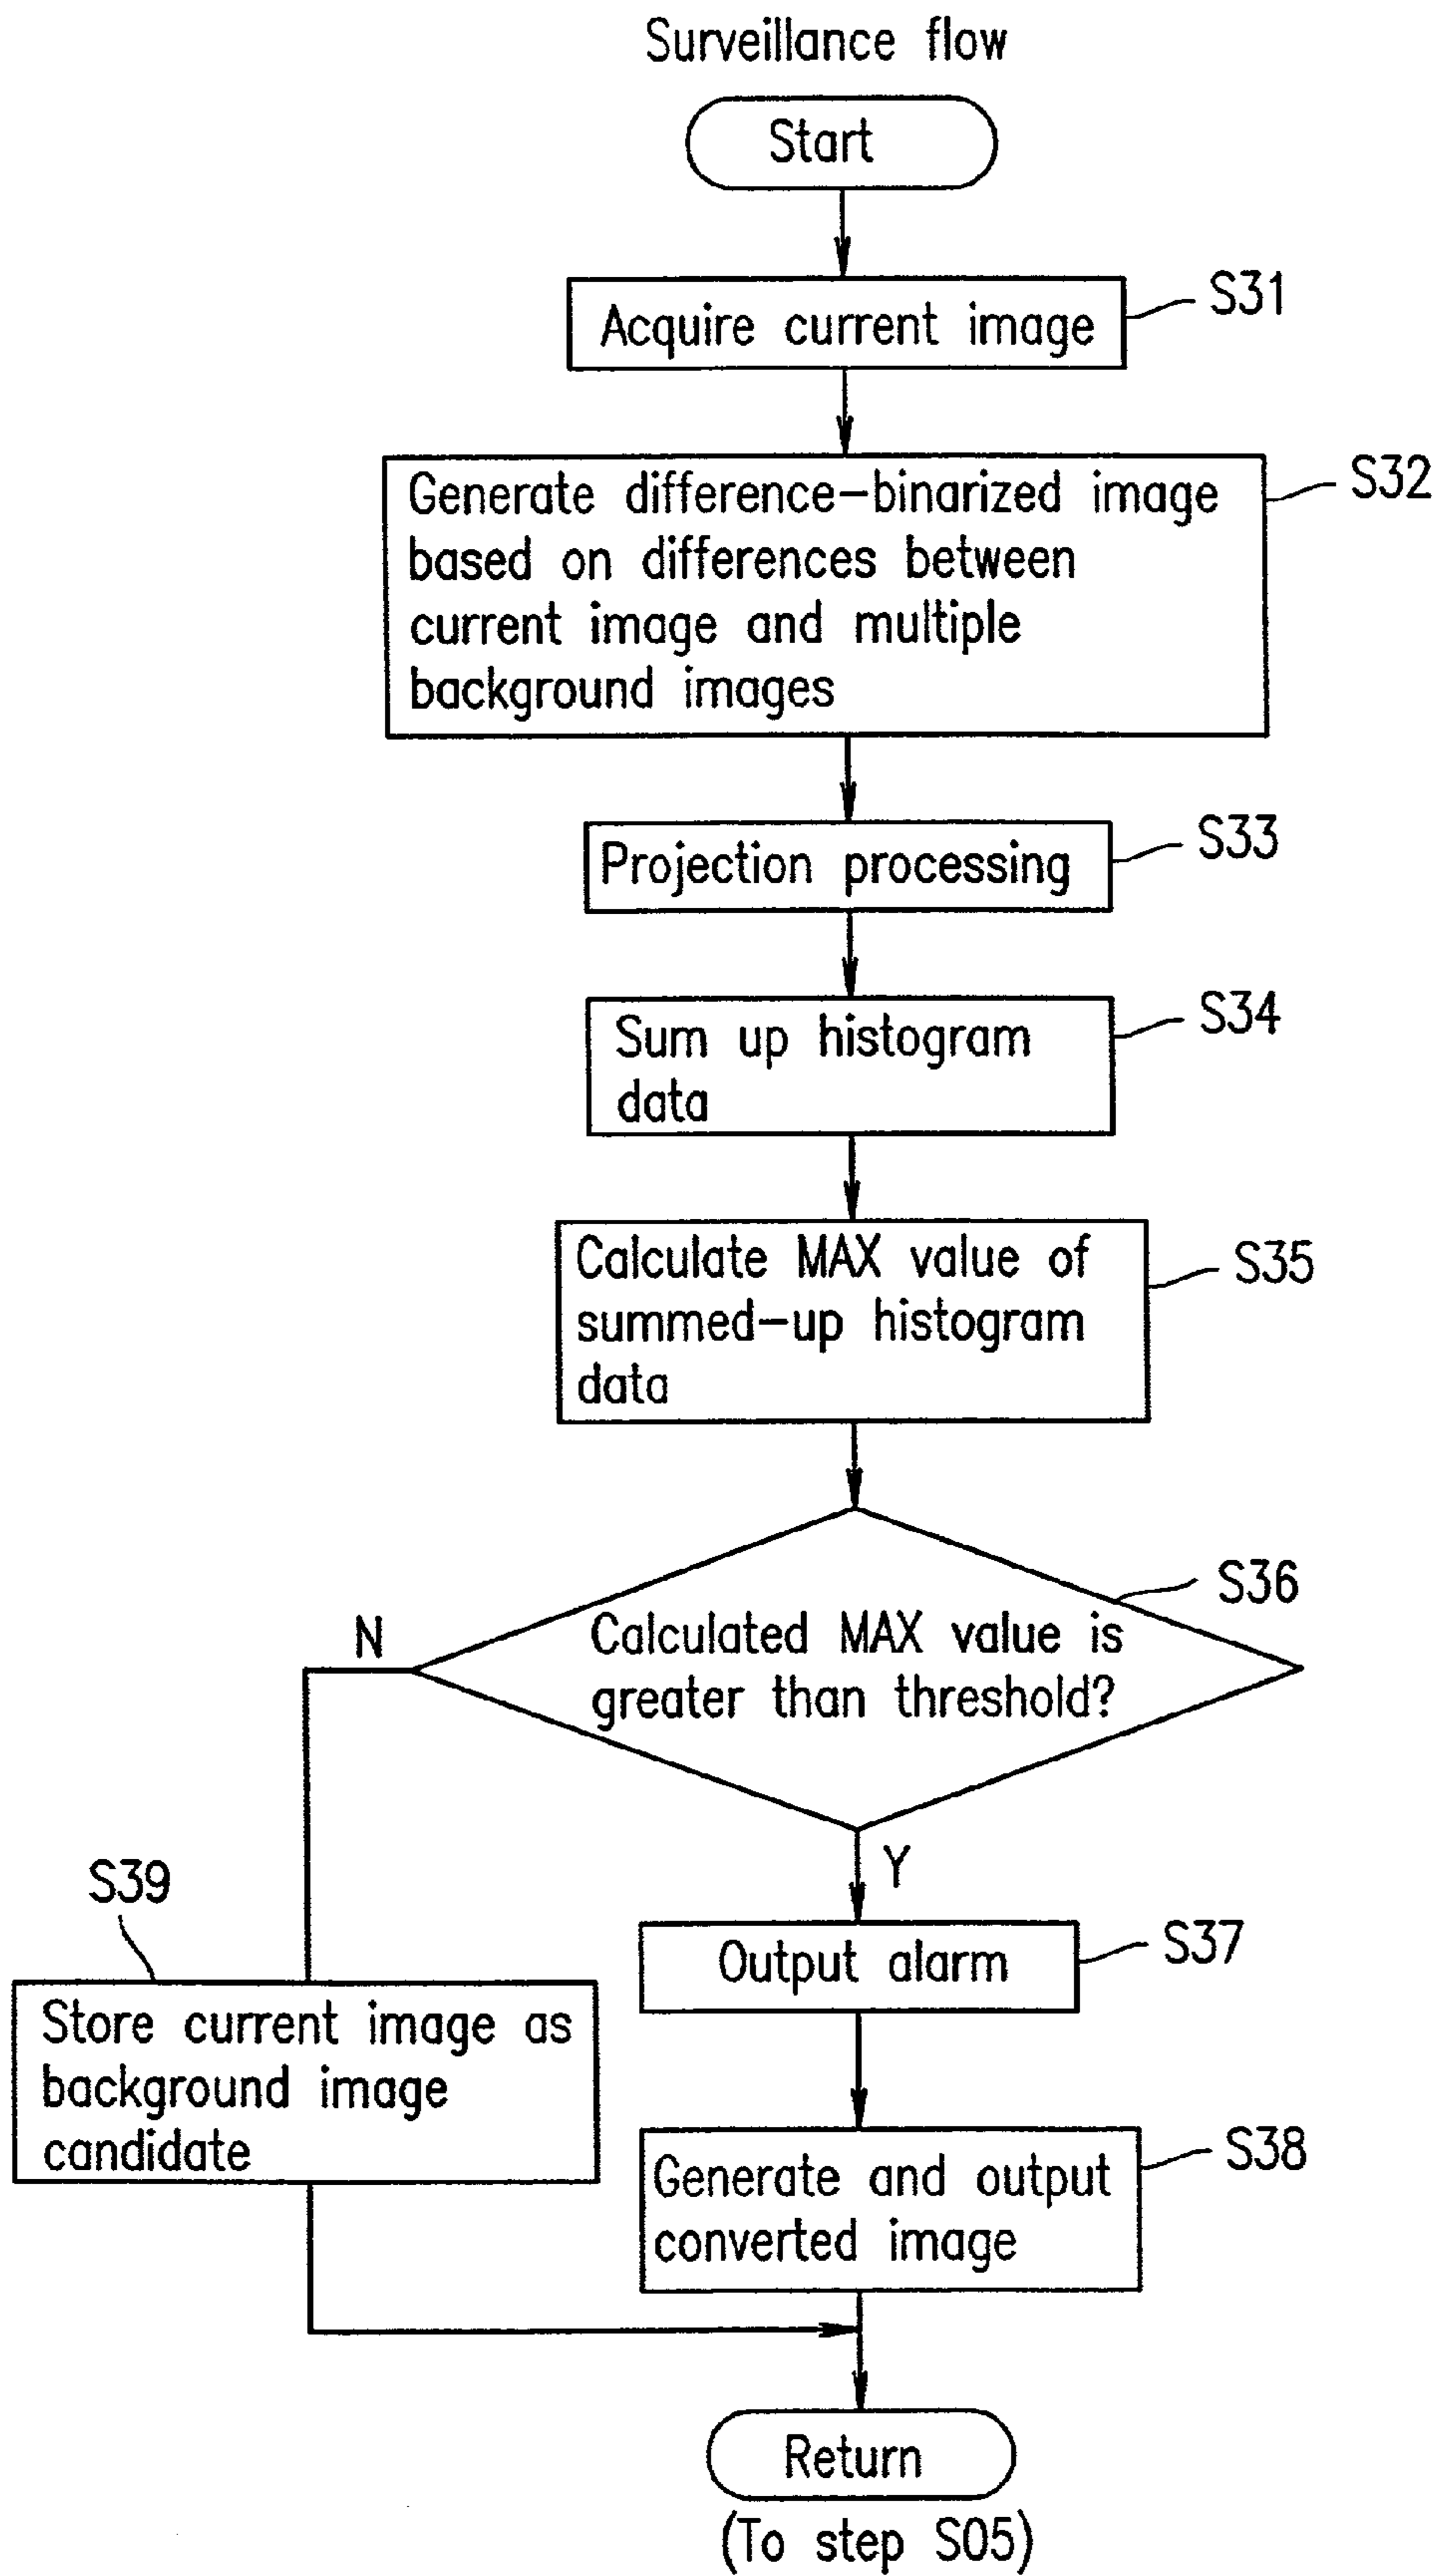 Surveillance flow
Start
S31
Acquire current image
S32
Generate difference-binarized image
based on differences between
current image and multiple
background images
S33
Projection processing
S34
Sum up histogram
data
S35
Calculate MAX value of
summed-up histogram
data
S36
Calculated MAX value is
greater than threshold?
N
Y
S39
Store current image as
background image
candidate
S37
Output alarm
S38
Generate and output
converted image
Return
(To step S05)